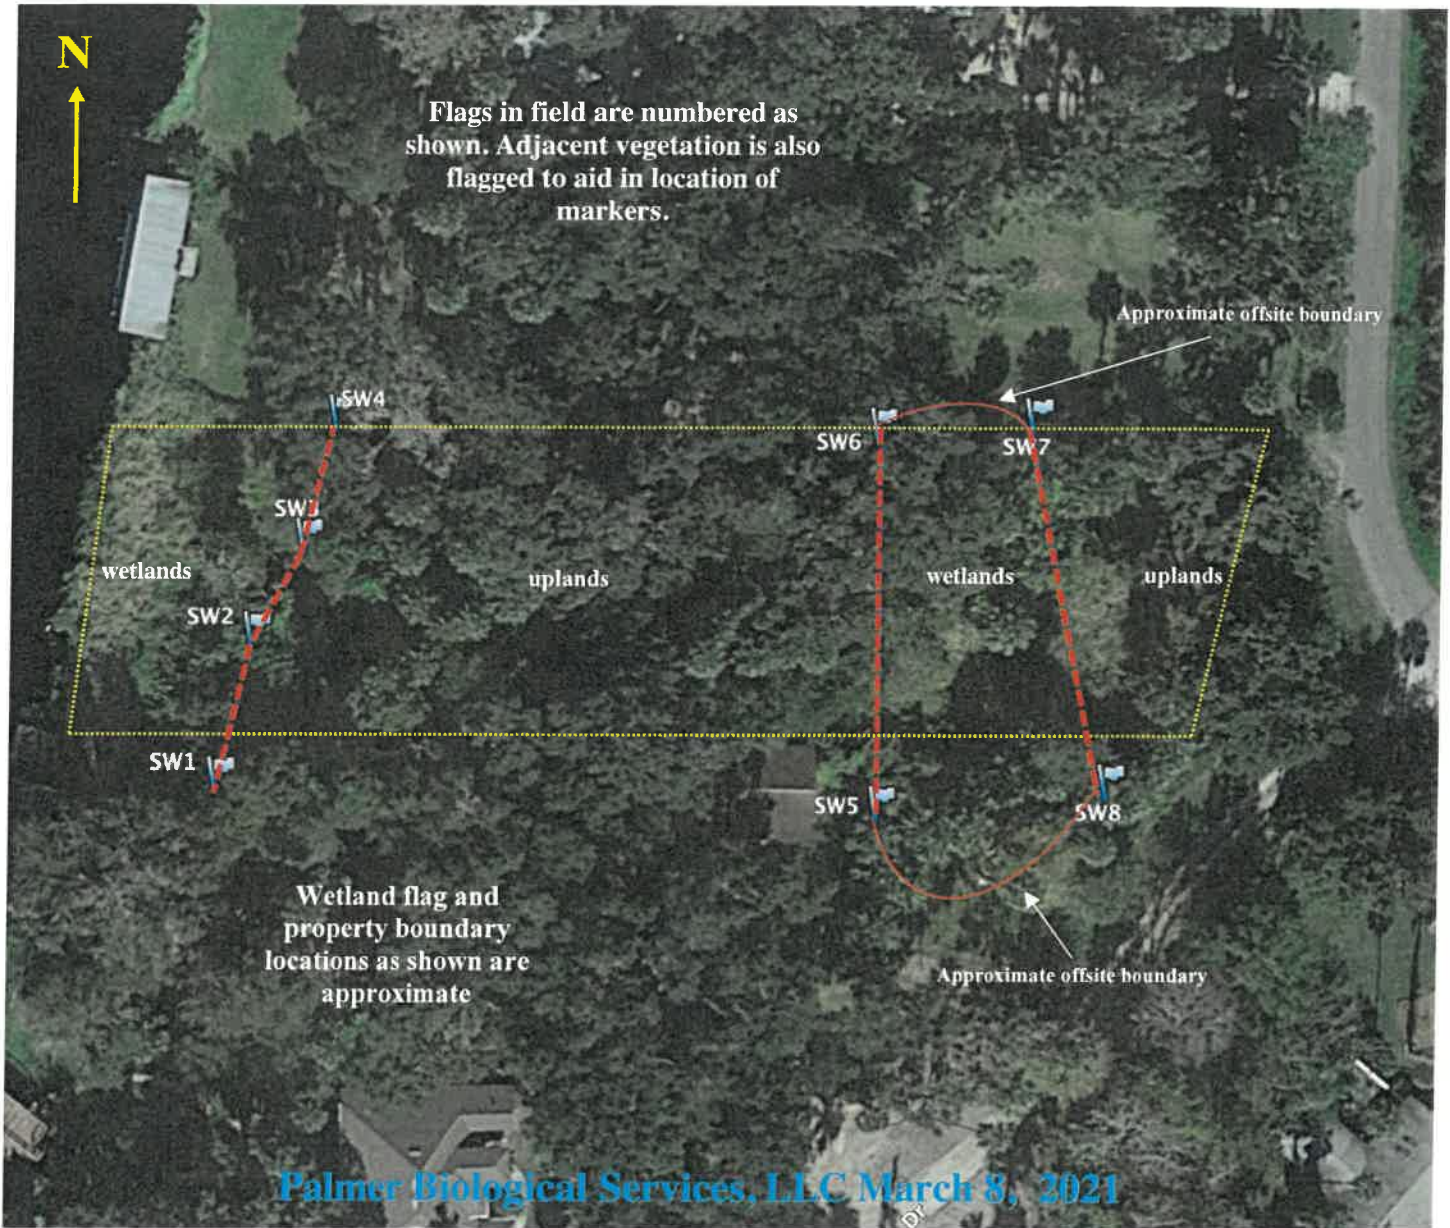 N
Flags in field are numbered as
shown. Adjacent vegetation is also
flagged to aid in location of
markers.
Approximate offsite boundary
SW4
SW6
SW7
SW3
wetlands
uplands
wetlands
uplands
SW2
SW1
SW5
SW8
Wetland flag and
property boundary
locations as shown are
approximate
Approximate offsite boundary
Palmer Biological Services, LLC March 8, 2021
Dr